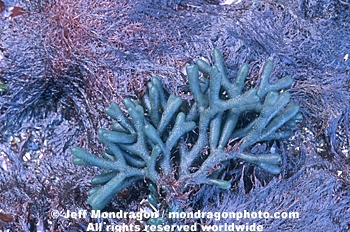 © Jeff Mondragon / mondragonphoto.com
All rights reserved worldwide